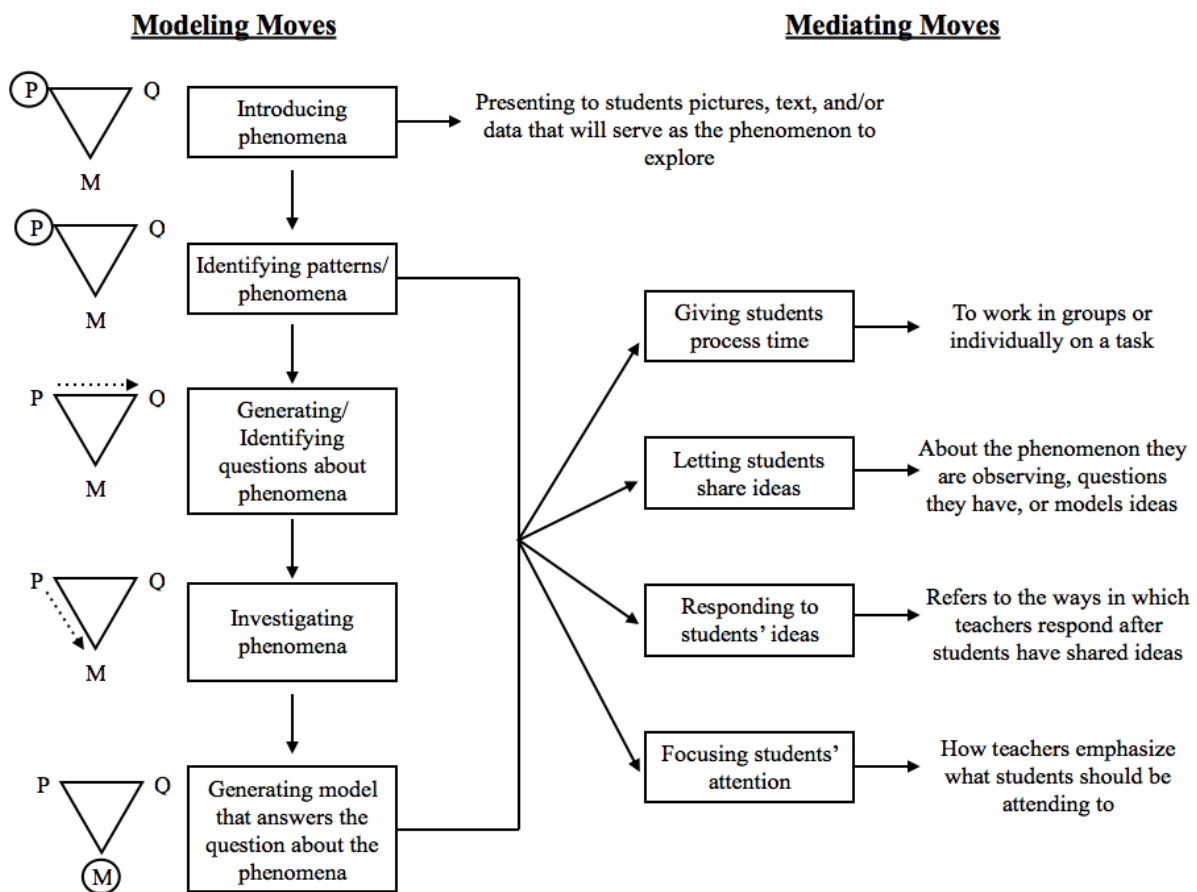 Modeling Moves
Mediating Moves
P
Q
M
Introducing
phenomena
Presenting to students pictures, text, and/or
data that will serve as the phenomenon to
explore
P
Q
M
Identifying patterns/
phenomena
P
Q
M
Generating/
Identifying
questions about
phenomena
P
Q
M
Investigating
phenomena
P
Q
M
Generating model
that answers the
question about the
phenomena
Giving students
process time
To work in groups or
individually on a task
Letting students
share ideas
About the phenomenon they
are observing, questions
they have, or models ideas
Responding to
students’ ideas
Refers to the ways in which
teachers respond after
students have shared ideas
Focusing students’
attention
How teachers emphasize
what students should be
attending to